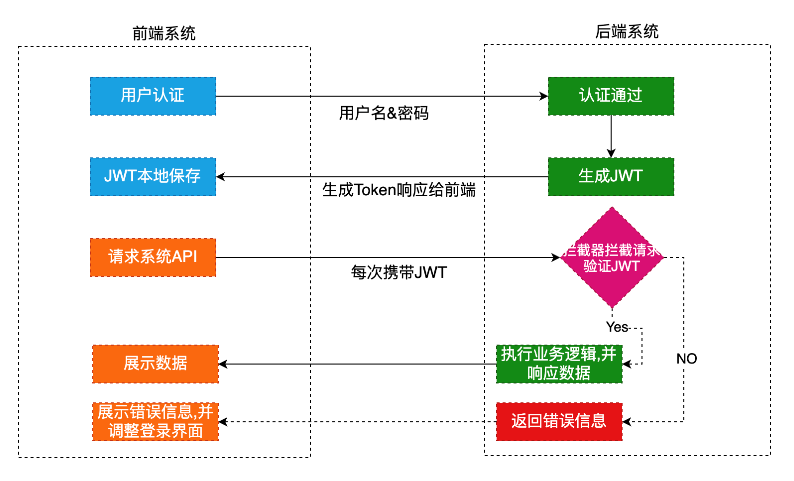 前端系统
后端系统
用户认证
用户名&密码
认证通过
JWT本地保存
生成Token响应给前端
生成JWT
请求系统API
每次携带JWT
拦截器拦截请求
验证JWT
Yes
NO
展示数据
执行业务逻辑,并
响应数据
展示错误信息,并
调整登录界面
返回错误信息